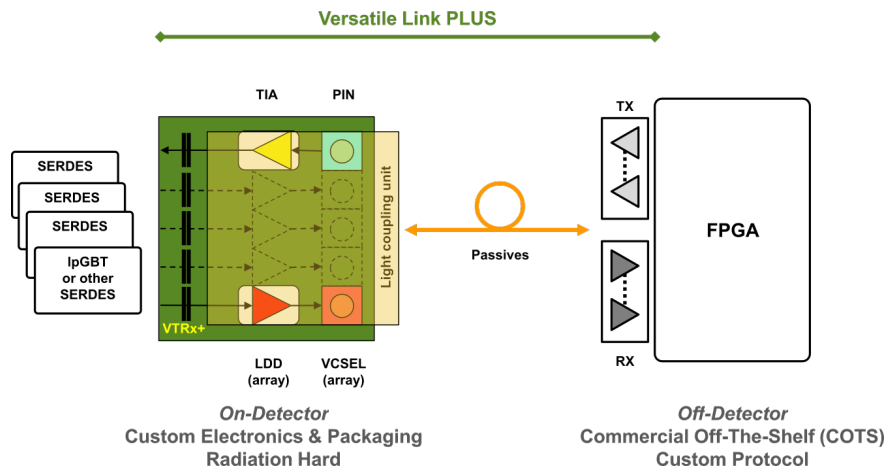 Versatile Link PLUS
TIA
PIN
TX
SERDES
SERDES
SERDES
lpGBT
or other
SERDES
VTRx+
Light coupling unit
Passives
FPGA
RX
LDD
(array)
VCSEL
(array)
On-Detector
Custom Electronics & Packaging
Radiation Hard
Off-Detector
Commercial Off-The-Shelf (COTS)
Custom Protocol